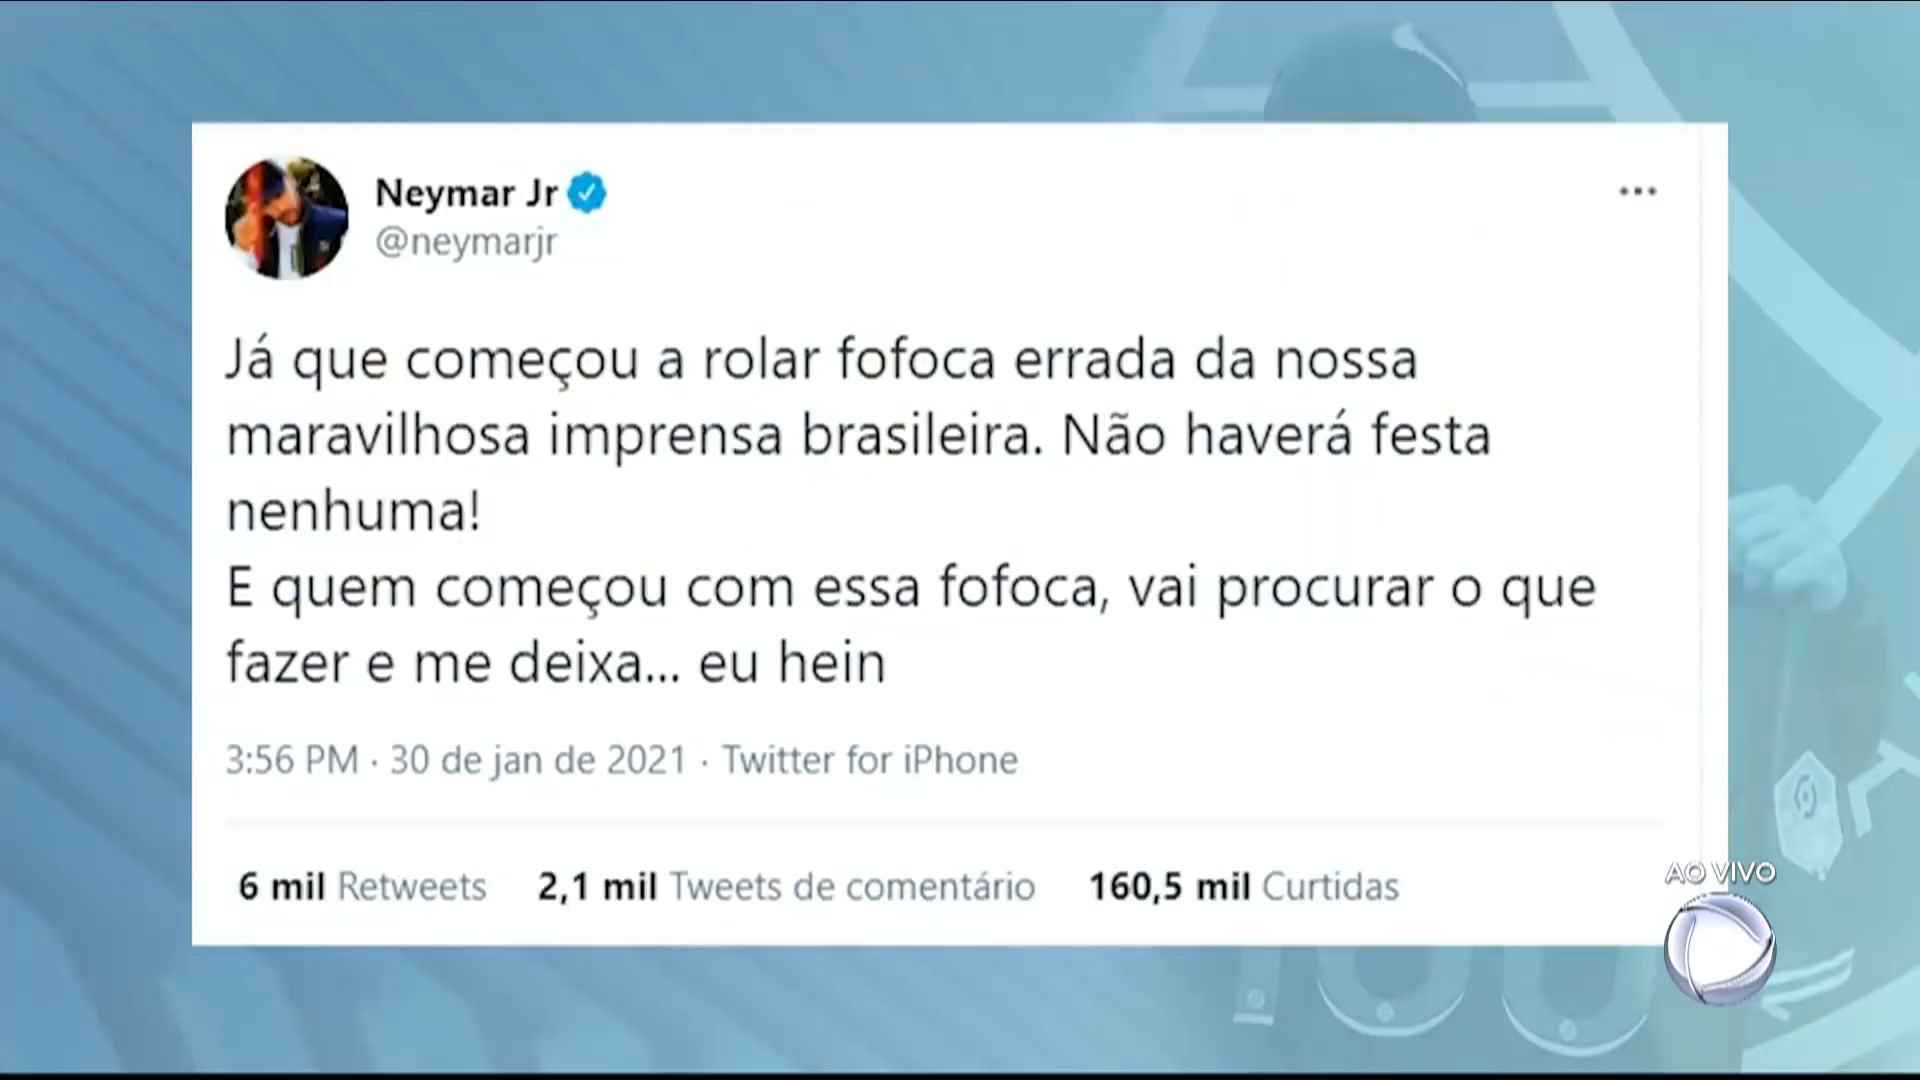 Neymar Jr
@neymarjr
Já que começou a rolar fofoca errada da nossa
maravilhosa imprensa brasileira. Não haverá festa
nenhuma!
E quem começou com essa fofoca, vai procurar o que
fazer e me deixa... eu hein
3:56 PM · 30 de jan de 2021 · Twitter for iPhone
6 mil Retweets 2,1 mil Tweets de comentário 160,5 mil Curtidas
AO VIVO